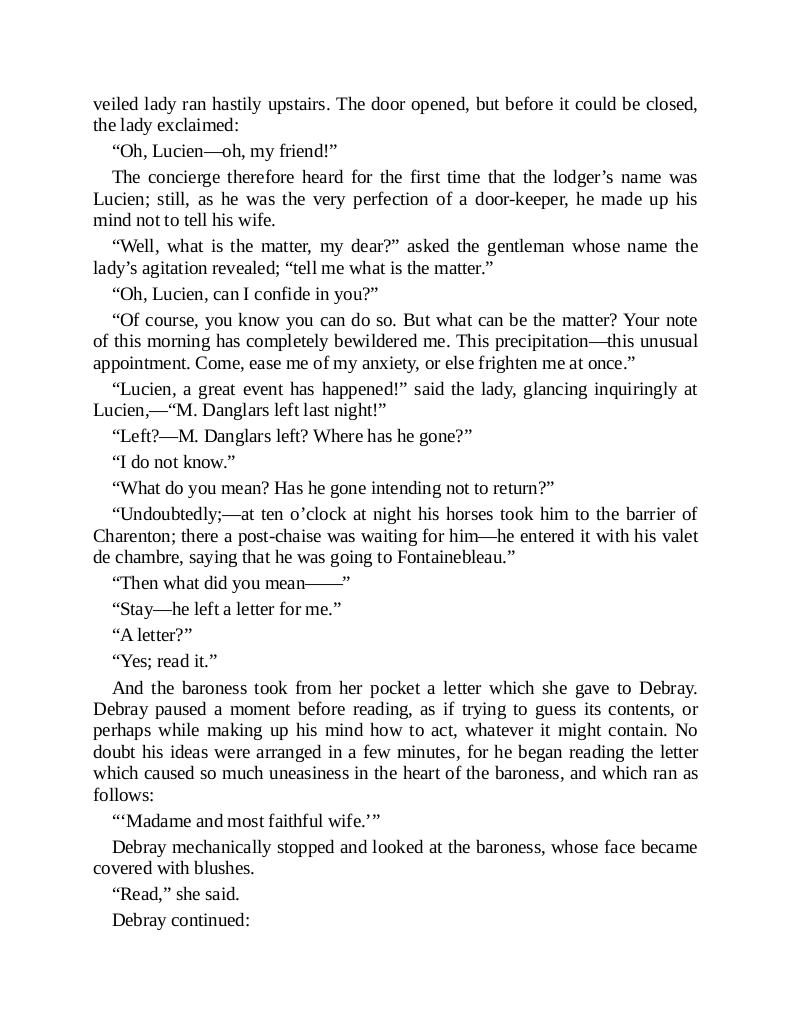 veiled lady ran hastily upstairs. The door opened, but before it could be closed,
the lady exclaimed:
“Oh, Lucien—oh, my friend!”
The concierge therefore heard for the first time that the lodger’s name was
Lucien; still, as he was the very perfection of a door-keeper, he made up his
mind not to tell his wife.
“Well, what is the matter, my dear?” asked the gentleman whose name the
lady’s agitation revealed; “tell me what is the matter.”
“Oh, Lucien, can I confide in you?”
“Of course, you know you can do so. But what can be the matter? Your note
of this morning has completely bewildered me. This precipitation—this unusual
appointment. Come, ease me of my anxiety, or else frighten me at once.”
“Lucien, a great event has happened!” said the lady, glancing inquiringly at
Lucien,—“M. Danglars left last night!”
“Left?—M. Danglars left? Where has he gone?”
“I do not know.”
“What do you mean? Has he gone intending not to return?”
“Undoubtedly;—at ten o’clock at night his horses took him to the barrier of
Charenton; there a post-chaise was waiting for him—he entered it with his valet
de chambre, saying that he was going to Fontainebleau.”
“Then what did you mean——”
“Stay—he left a letter for me.”
“A letter?”
“Yes; read it.”
And the baroness took from her pocket a letter which she gave to Debray.
Debray paused a moment before reading, as if trying to guess its contents, or
perhaps while making up his mind how to act, whatever it might contain. No
doubt his ideas were arranged in a few minutes, for he began reading the letter
which caused so much uneasiness in the heart of the baroness, and which ran as
follows:
“‘Madame and most faithful wife.’”
Debray mechanically stopped and looked at the baroness, whose face became
covered with blushes.
“Read,” she said.
Debray continued: